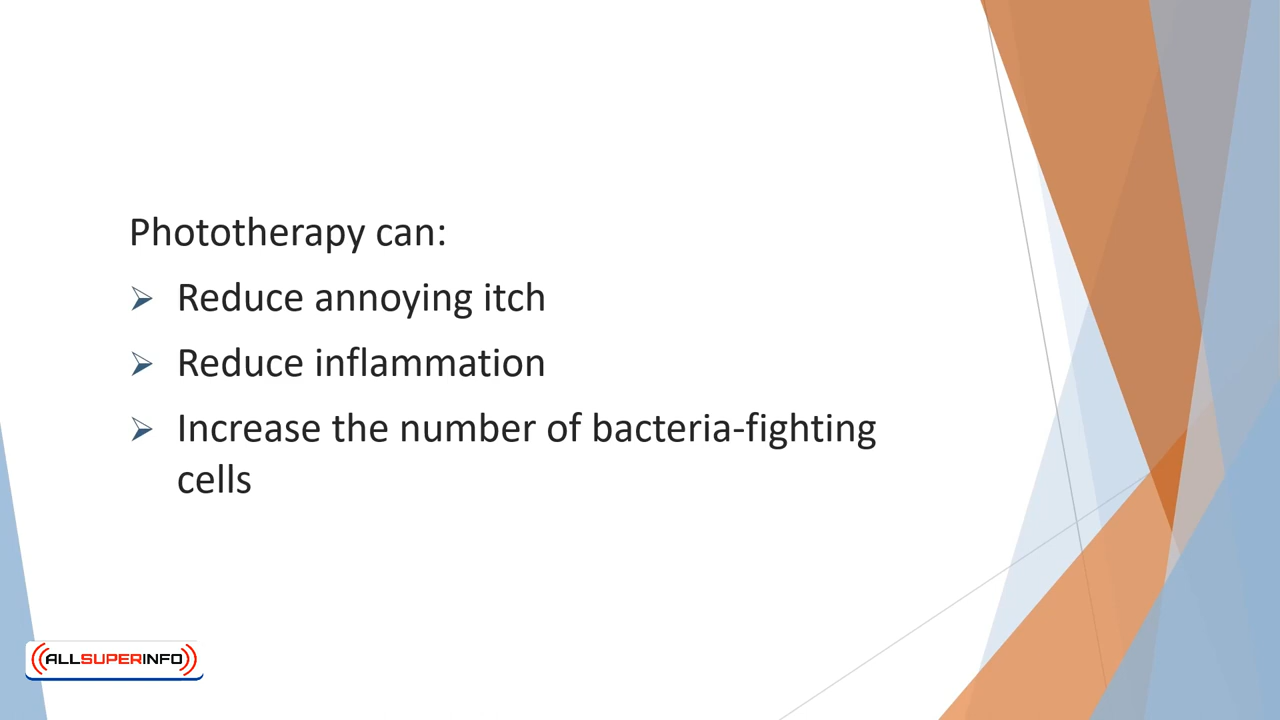 Phototherapy can:
➢ Reduce annoying itch
➢ Reduce inflammation
➢ Increase the number of bacteria-fighting
cells
((ALLSUPERINFO))